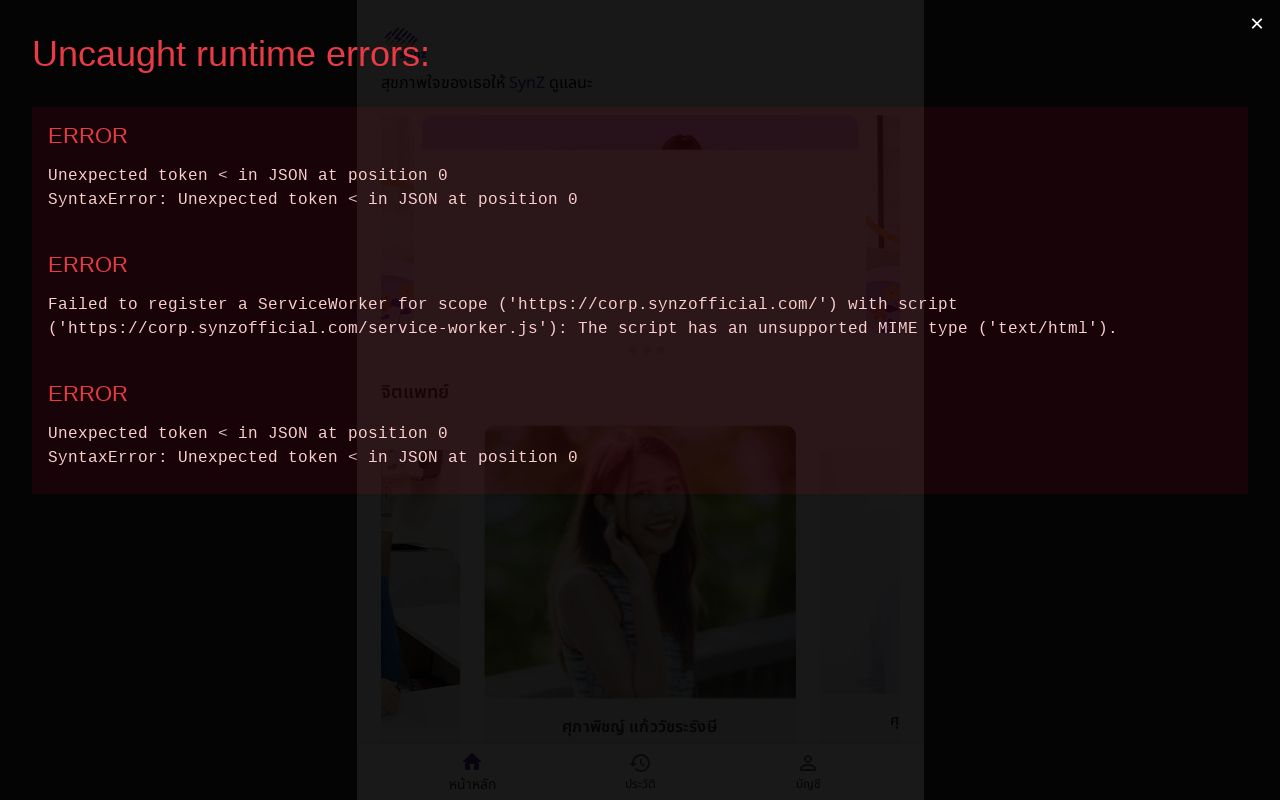 ×
Uncaught runtime errors:
สุขภาพใจของเธอให้ SynZ ดูแลนะ
ERROR
Unexpected token < in JSON at position 0
SyntaxError: Unexpected token < in JSON at position 0
ERROR
Failed to register a ServiceWorker for scope ('https://corp.synzofficial.com/') with script
('https://corp.synzofficial.com/service-worker.js'): The script has an unsupported MIME type ('text/html').
จิตแพทย์
ERROR
Unexpected token < in JSON at position 0
SyntaxError: Unexpected token < in JSON at position 0
ศุภาพิชญ์ แก้ววัชระรังษี
ศุ
หน้าหลัก
ประวัติ
บัญชี